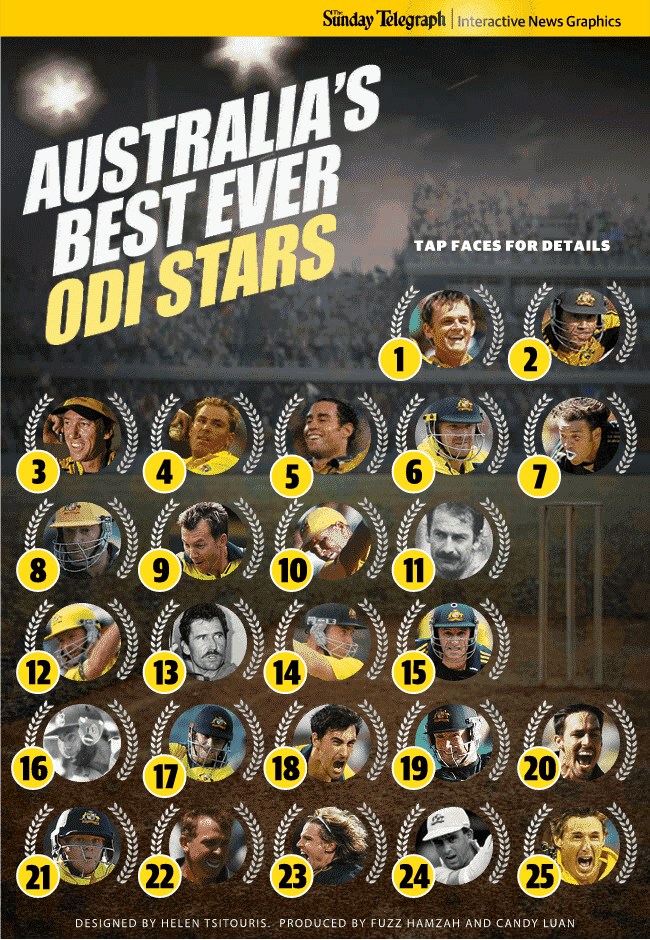 The Sunday Telegraph | Interactive News Graphics
AUSTRALIA'S
BEST EVER
ODI STARS
TAP FACES FOR DETAILS
1 2
3 4 5 6 7
8 9 10 11
12 13 14 15
16 17 18 19 20
21 22 23 24 25
DESIGNED BY HELEN TSITOURIS. PRODUCED BY FUZZ HAMZAH AND CANDY LUAN